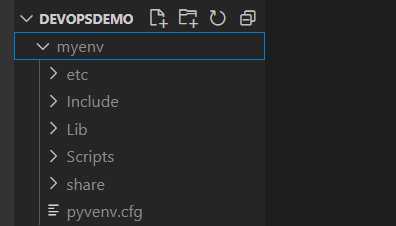 DEVOPSDEMO
myenv
etc
Include
Lib
Scripts
share
pyvenv.cfg